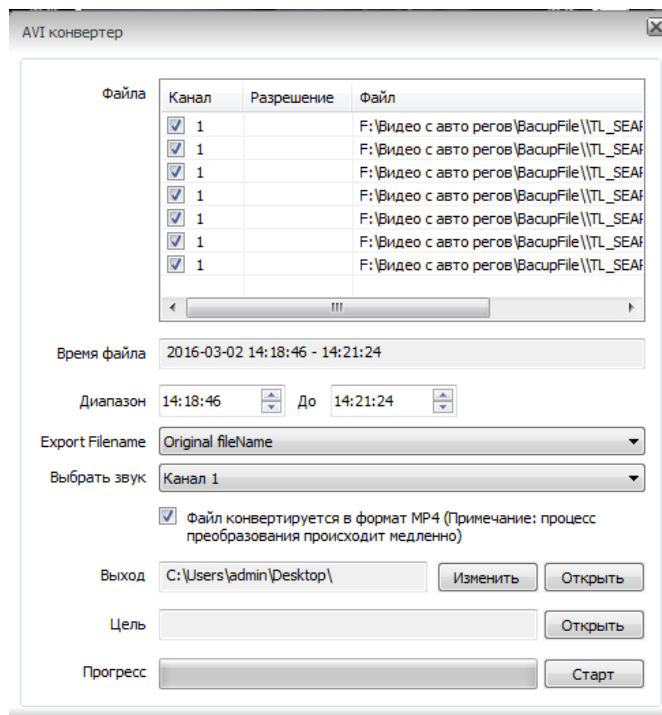 AVI конвертер
Файла
Канал Разрешение Файл
1 F:\Видео с авто регов\BacupFile\\TL_SEAF
1 F:\Видео с авто регов\BacupFile\\TL_SEAF
1 F:\Видео с авто регов\BacupFile\\TL_SEAF
1 F:\Видео с авто регов\BacupFile\\TL_SEAF
1 F:\Видео с авто регов\BacupFile\\TL_SEAF
1 F:\Видео с авто регов\BacupFile\\TL_SEAF
1 F:\Видео с авто регов\BacupFile\\TL_SEAF
Время файла 2016-03-02 14:18:46 - 14:21:24
Диапазон 14:18:46 До 14:21:24
Export Filename Original fileName
Выбрать звук Канал 1
Файл конвертируется в формат MP4 (Примечание: процесс
преобразования происходит медленно)
Выход C:\Users\admin\Desktop\ Изменить Открыть
Цель Открыть
Прогресс Старт